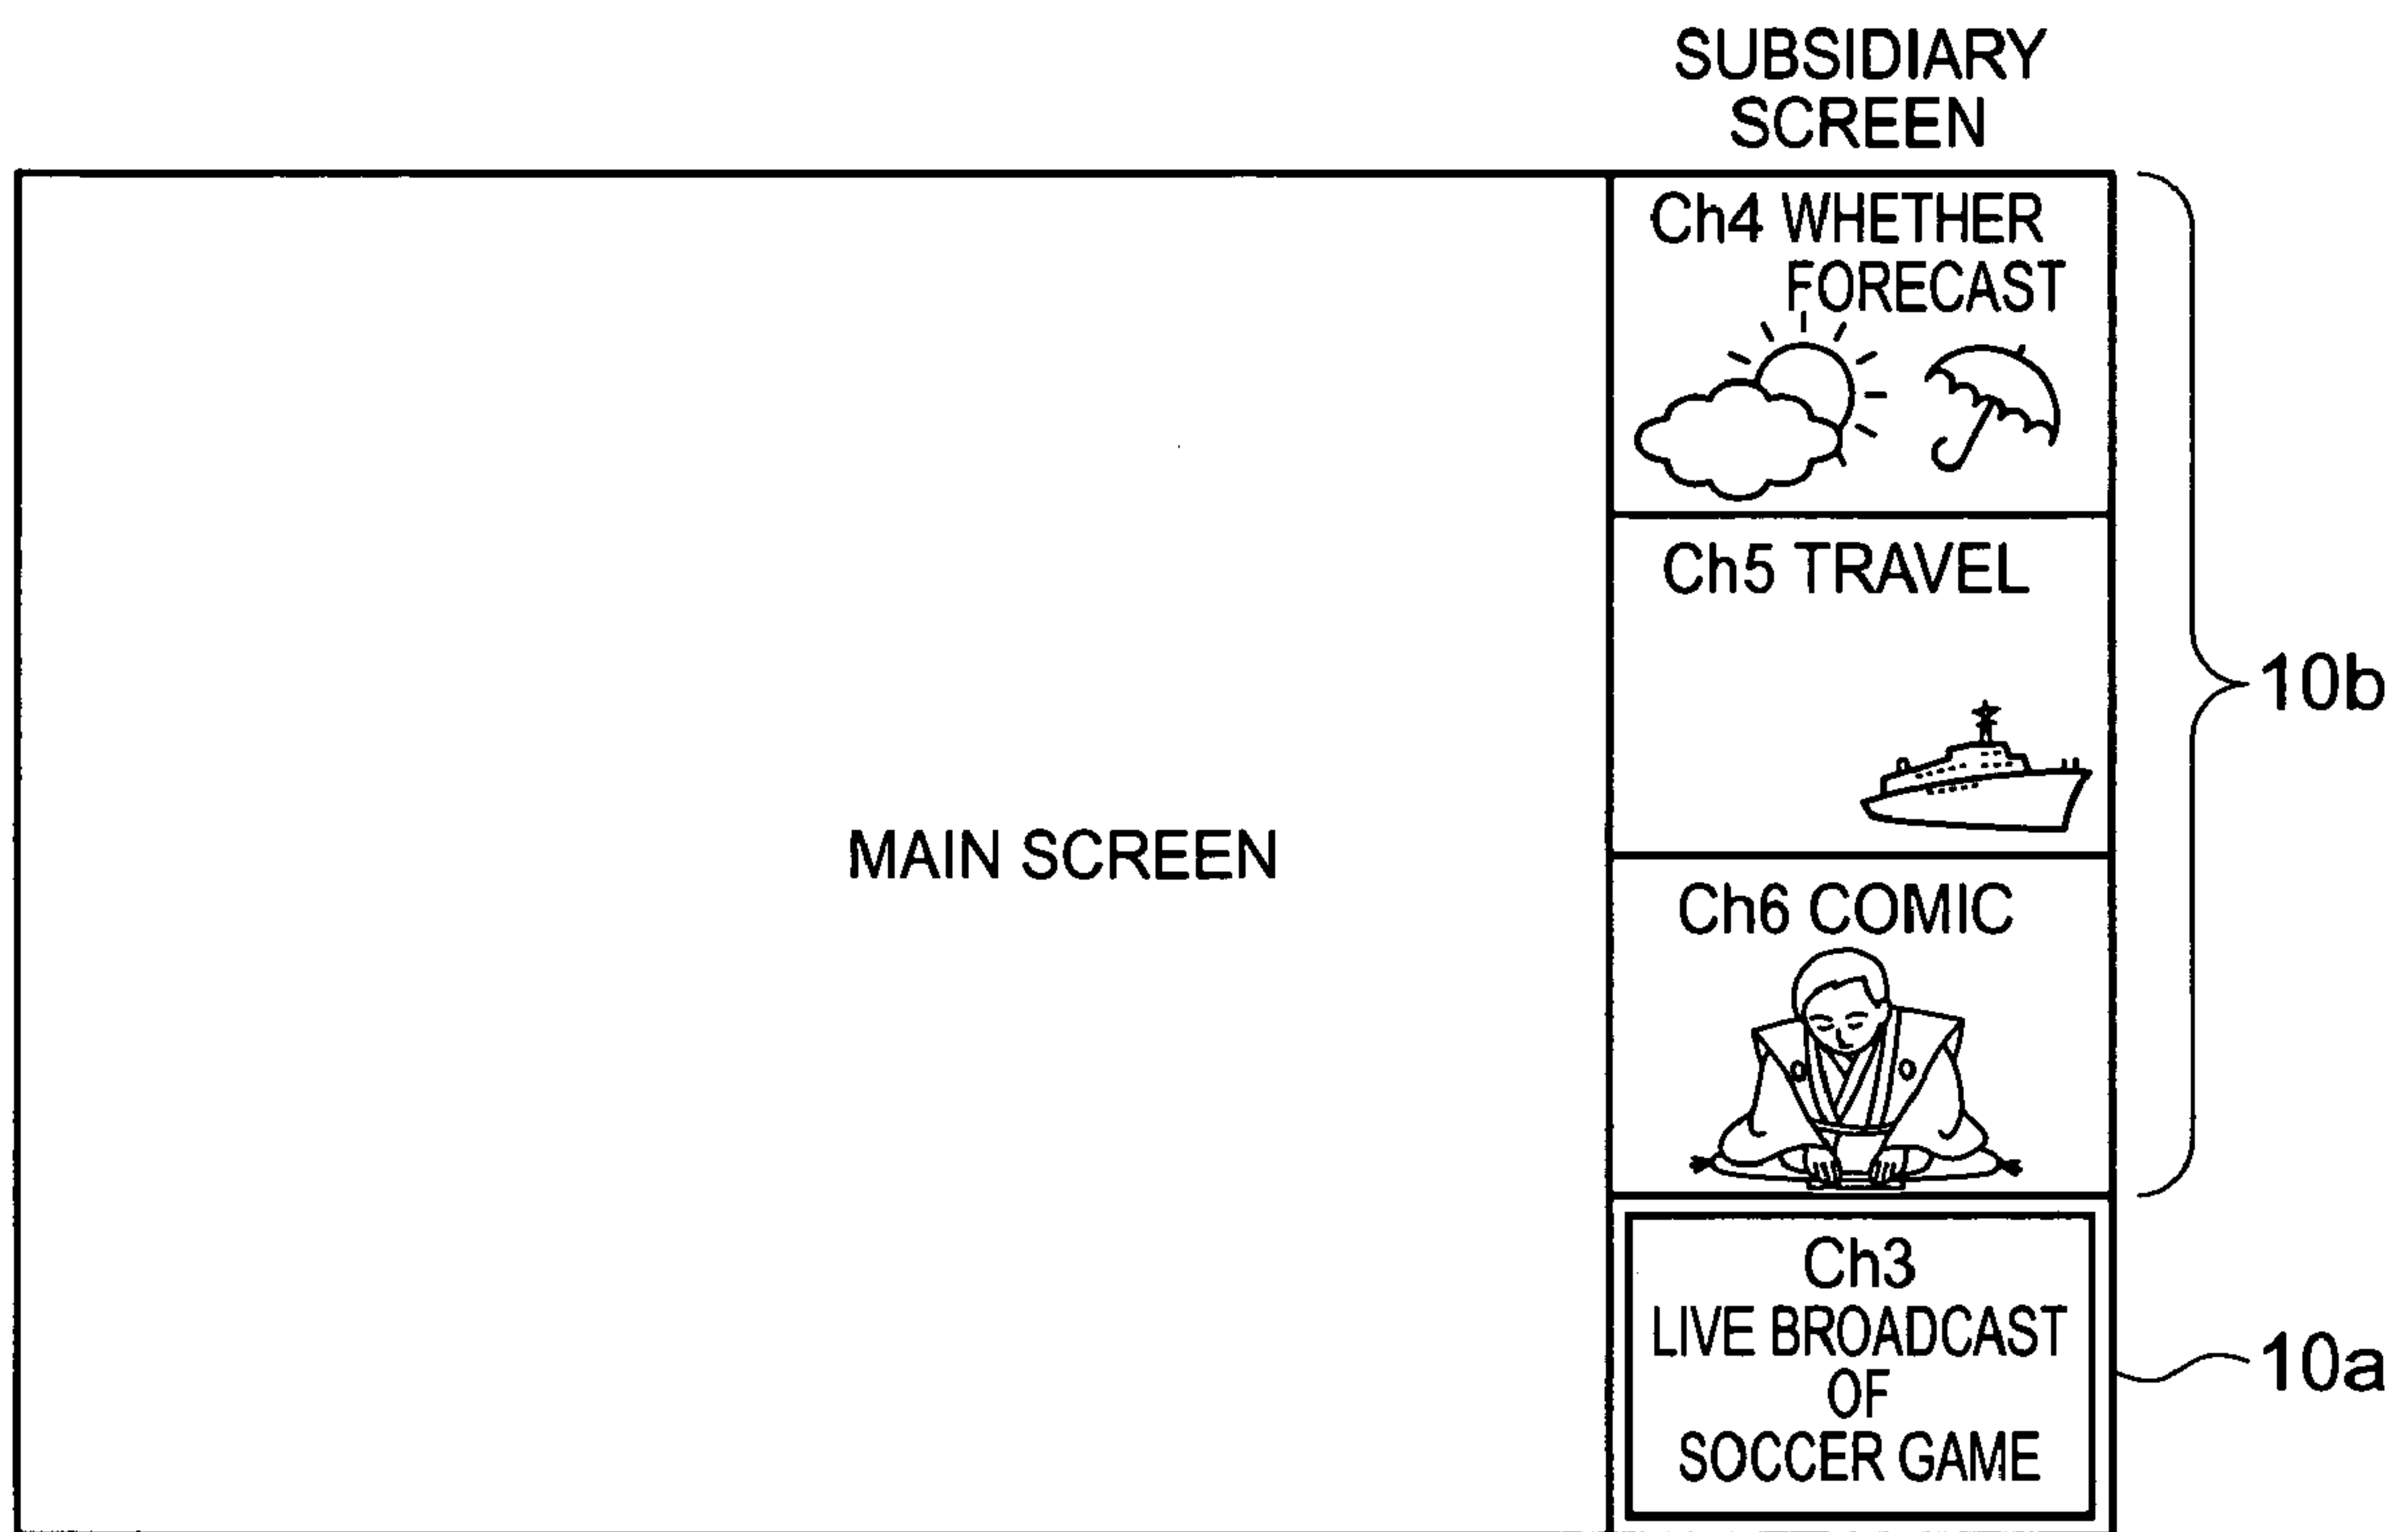 SUBSIDIARY
SCREEN
Ch4 WHETHER
FORECAST
Ch5 TRAVEL
10b
MAIN SCREEN
Ch6 COMIC
Ch3
LIVE BROADCAST
OF
SOCCER GAME
10a